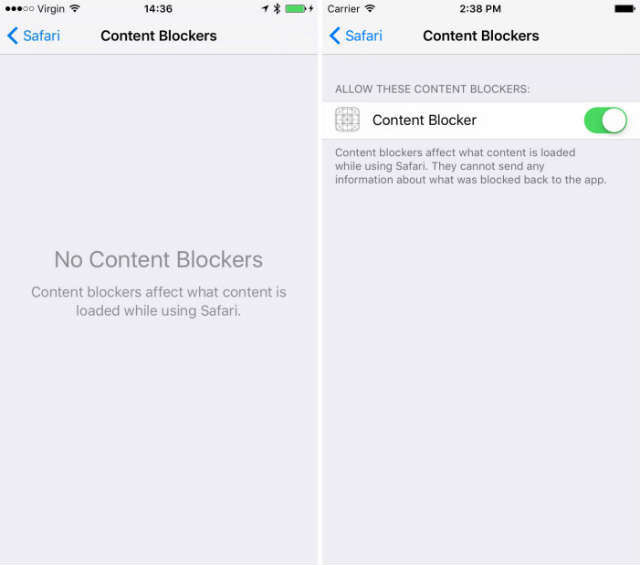 Virgin 14:36
Safari Content Blockers
No Content Blockers
Content blockers affect what content is
loaded while using Safari.
Carrier 2:38 PM
Safari Content Blockers
ALLOW THESE CONTENT BLOCKERS:
Content Blocker
Content blockers affect what content is loaded
while using Safari. They cannot send any
information about what was blocked back to the app.